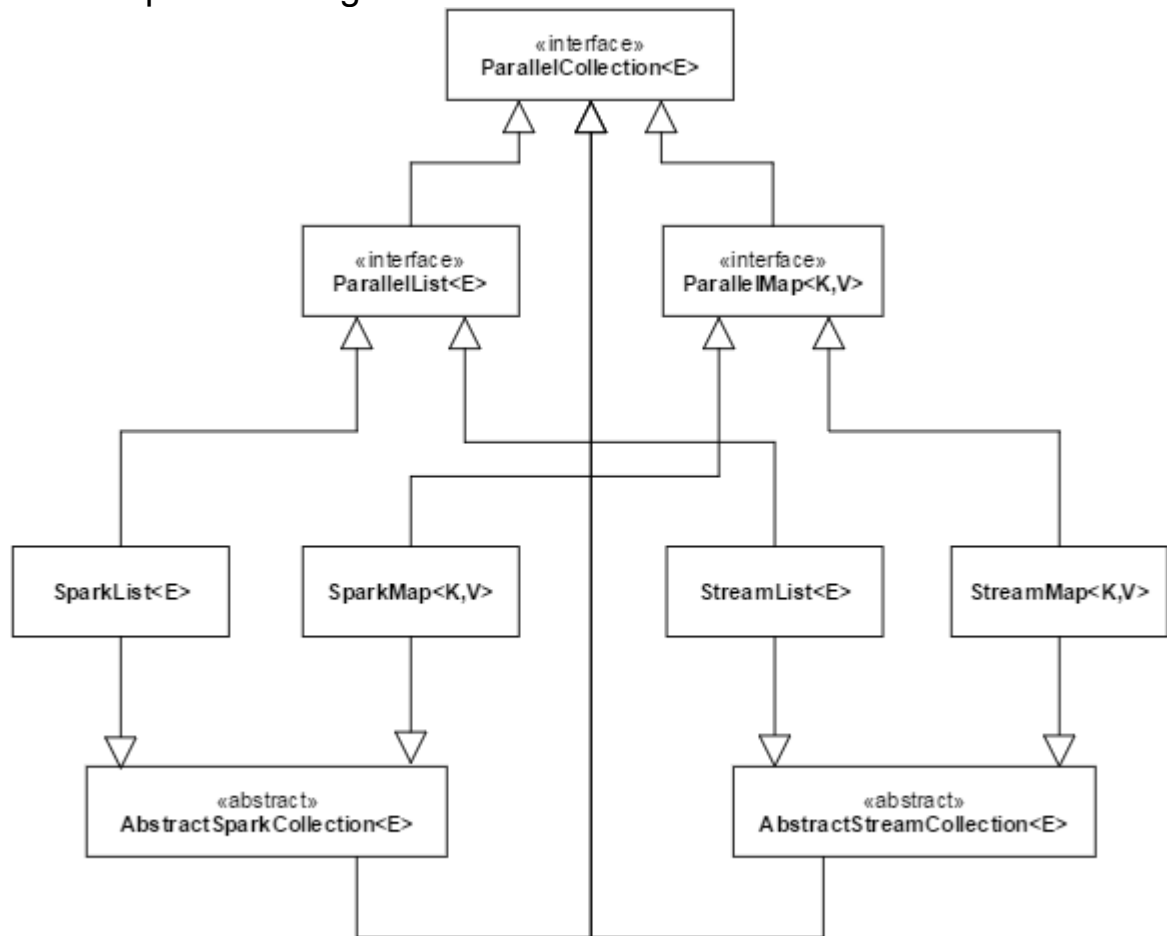 «interface»
ParallelCollection<E>
«interface»
ParallelList<E>
«interface»
ParallelMap<K,V>
SparkList<E>
SparkMap<K,V>
StreamList<E>
StreamMap<K,V>
«abstract»
AbstractSparkCollection<E>
«abstract»
AbstractStreamCollection<E>